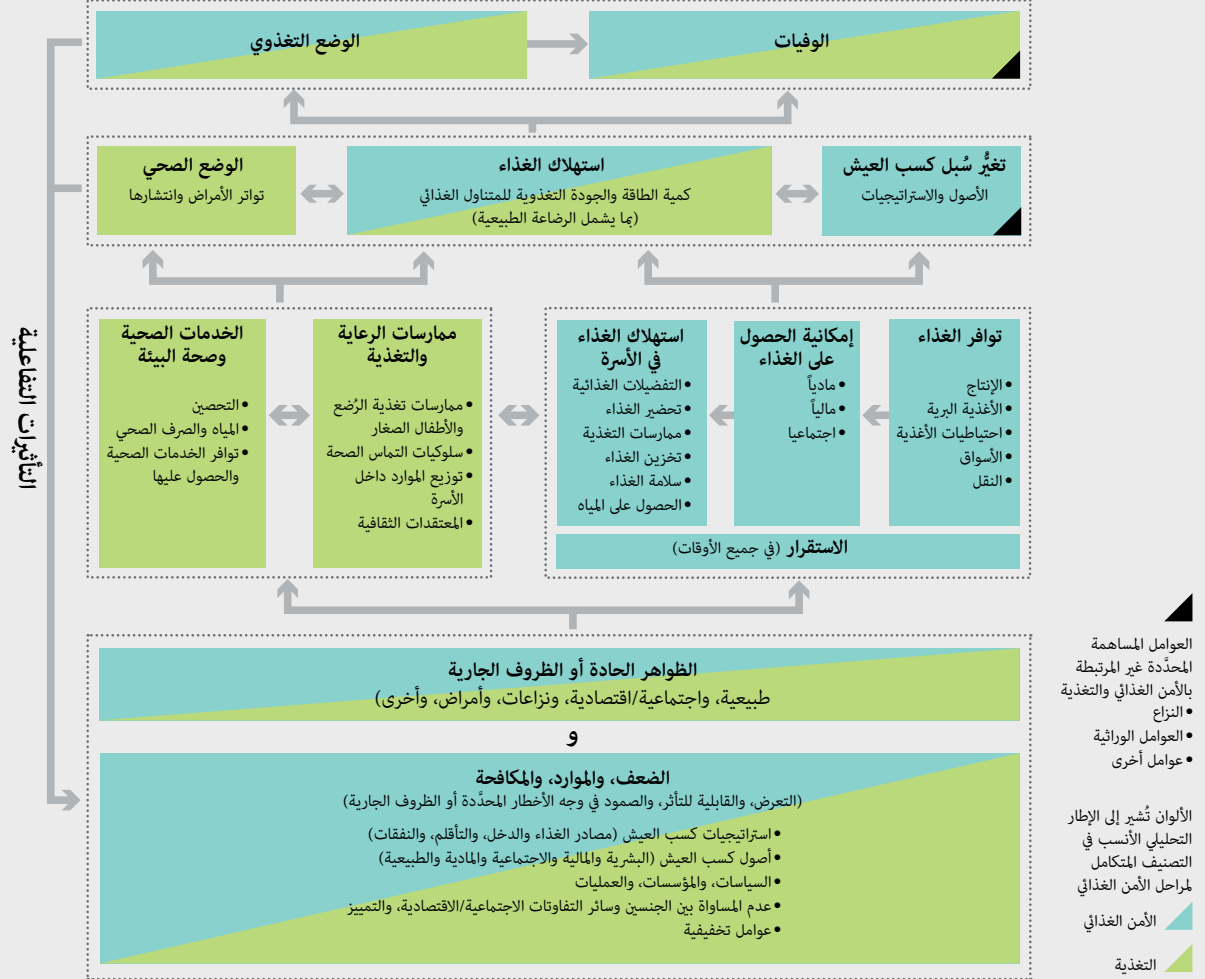 الوفيات
الوضع التغذوي
تغيُّر سُبل كسب العيش
الأصول والاستراتيجيات
استهلاك الغذاء
كمية الطاقة والجودة التغذوية للمتناول الغذائي
(بما يشمل الرضاعة الطبيعية)
الوضع الصحي
تواتر الأمراض وانتشارها
توافر الغذاء
•الإنتاج
•الأغذية البرية
•احتياطيات الأغذية
•الأسواق
•النقل
إمكانية الحصول
على الغذاء
•مادياً
•مالياً
•اجتماعيا
استهلاك الغذاء
في الأسرة
•التفضيلات الغذائية
•تحضير الغذاء
•ممارسات التغذية
•تخزين الغذاء
•سلامة الغذاء
•الحصول على المياه
الاستقرار (في جميع الأوقات)
ممارسات الرعاية
والتغذية
•ممارسات تغذية الرُضع
والأطفال الصغار
•سلوكيات التماس الصحة
•توزيع الموارد داخل
الأسرة
•المعتقدات الثقافية
الخدمات الصحية
وصحة البيئة
•التحصين
•المياه والصرف الصحي
•توافر الخدمات الصحية
والحصول عليها
التأثيرات التفاعلية
الظواهر الحادة أو الظروف الجارية
طبيعية، واجتماعية/اقتصادية، ونزاعات، وأمراض، وأخرى)
و
الضعف، والموارد، والمكافحة
(التعرض، والقابلية للتأثر، والصمود في وجه الأخطار المحدَّدة أو الظروف الجارية)
•استراتيجيات كسب العيش (مصادر الغذاء والدخل، والتأقلم، والنفقات)
•أصول كسب العيش (البشرية والمالية والاجتماعية والمادية والطبيعية)
•السياسات، والمؤسسات، والعمليات
•عدم المساواة بين الجنسين وسائر التفاوتات الاجتماعية/الاقتصادية، والتمييز
•عوامل تخفيفية
العوامل المساهمة
المحدَّدة غير المرتبطة
بالأمن الغذائي والتغذية
•النزاع
•العوامل الوراثية
•عوامل أخرى
الألوان تُشير إلى الإطار
التحليلي الأنسب في
التصنيف المتكامل
لمراحل الأمن الغذائي
الأمن الغذائي
التغذية